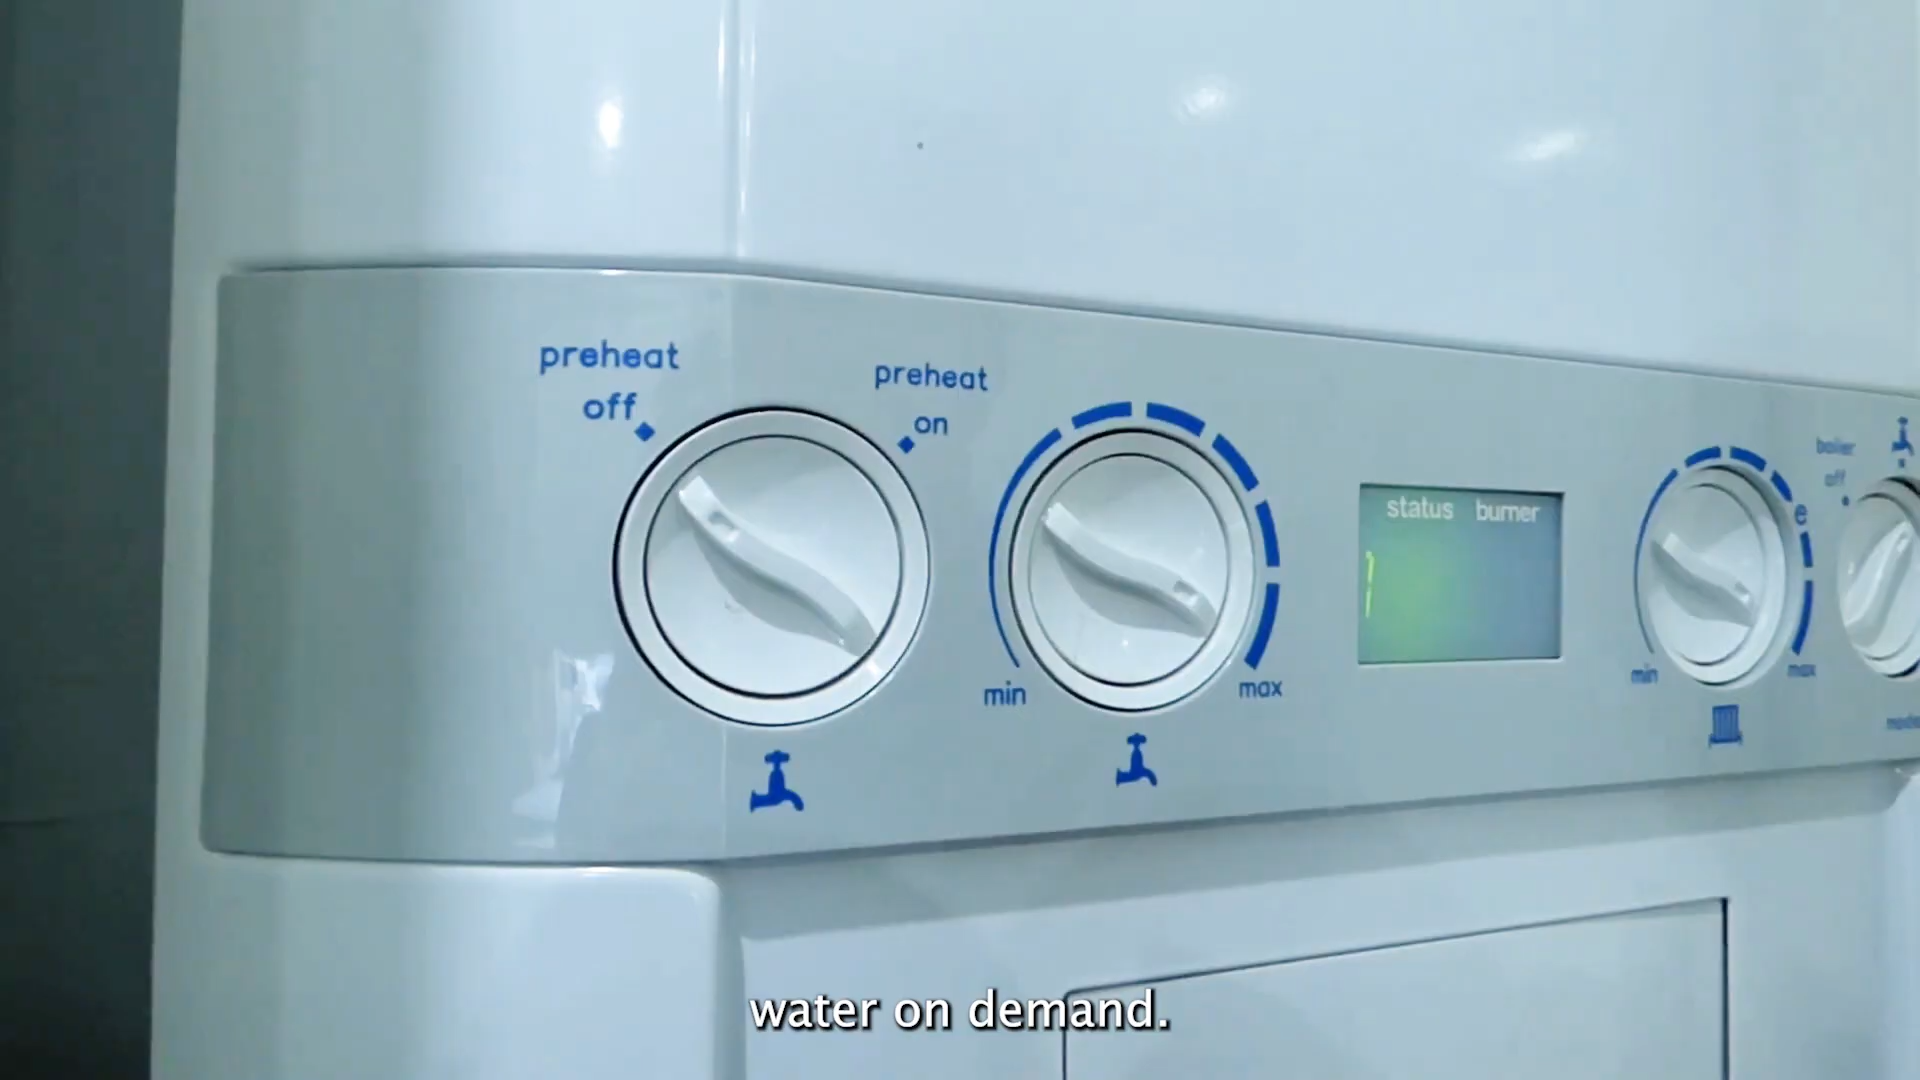 preheat
off
preheat
on
min
max
status burner
min
max
e
boiler
off
water on demand.